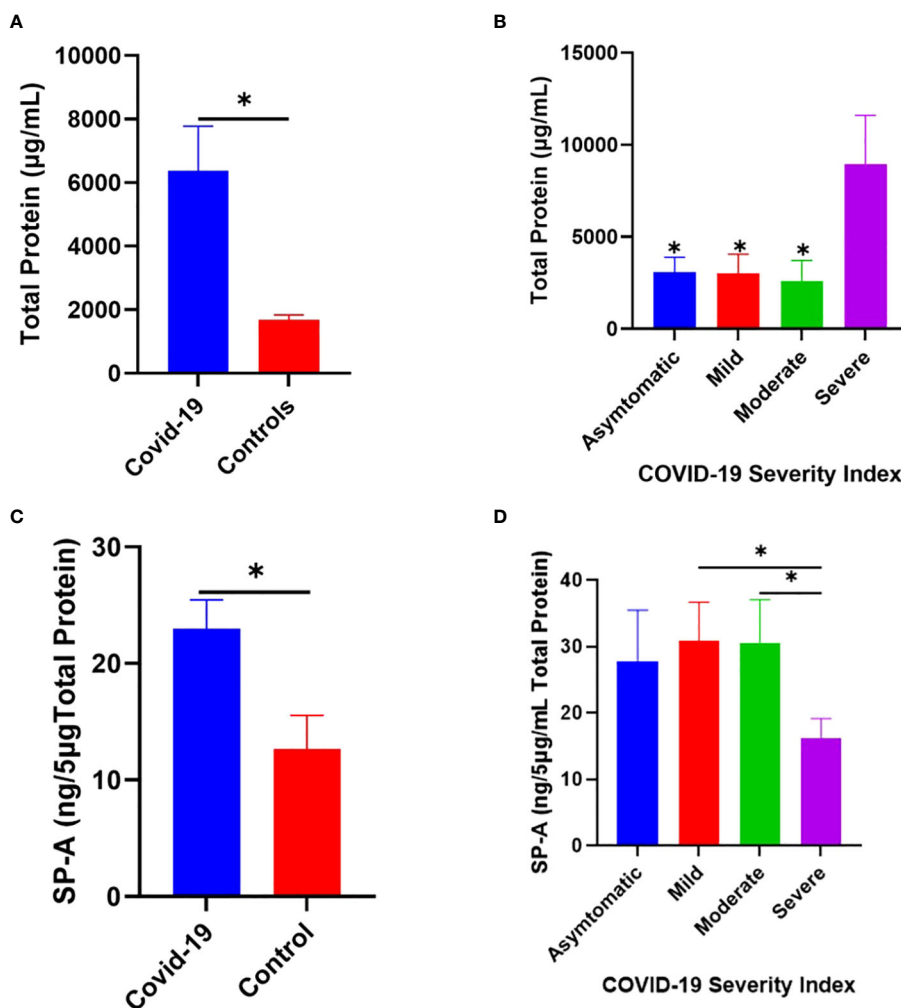 A
Total Protein (µg/mL)
10000
8000
6000
4000
2000
0
*
Covid-19
Controls
B
Total Protein (µg/mL)
15000
10000
5000
0
*
*
*
Asymtomatic
Mild
Moderate
Severe
COVID-19 Severity Index
C
SP-A (ng/5µgTotal Protein)
30
20
10
0
*
Covid-19
Control
D
SP-A (ng/5µg/mL Total Protein)
40
30
20
10
0
*
*
Asymtomatic
Mild
Moderate
Severe
COVID-19 Severity Index